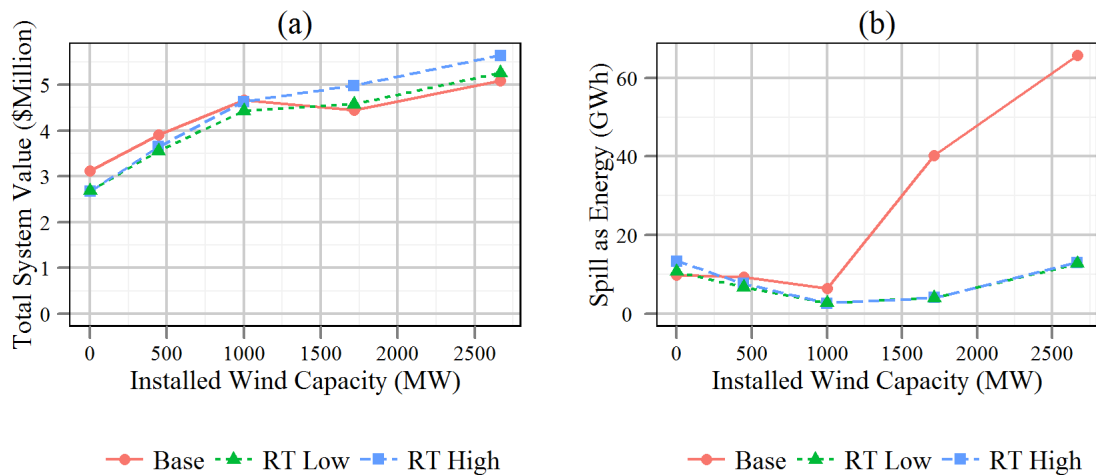 (a)
Total System Value ($Million)
5
4
3
2
1
0
0 500 1000 1500 2000 2500
Installed Wind Capacity (MW)
Base RT Low RT High
(b)
Spill as Energy (GWh)
60
40
20
0
0 500 1000 1500 2000 2500
Installed Wind Capacity (MW)
Base RT Low RT High